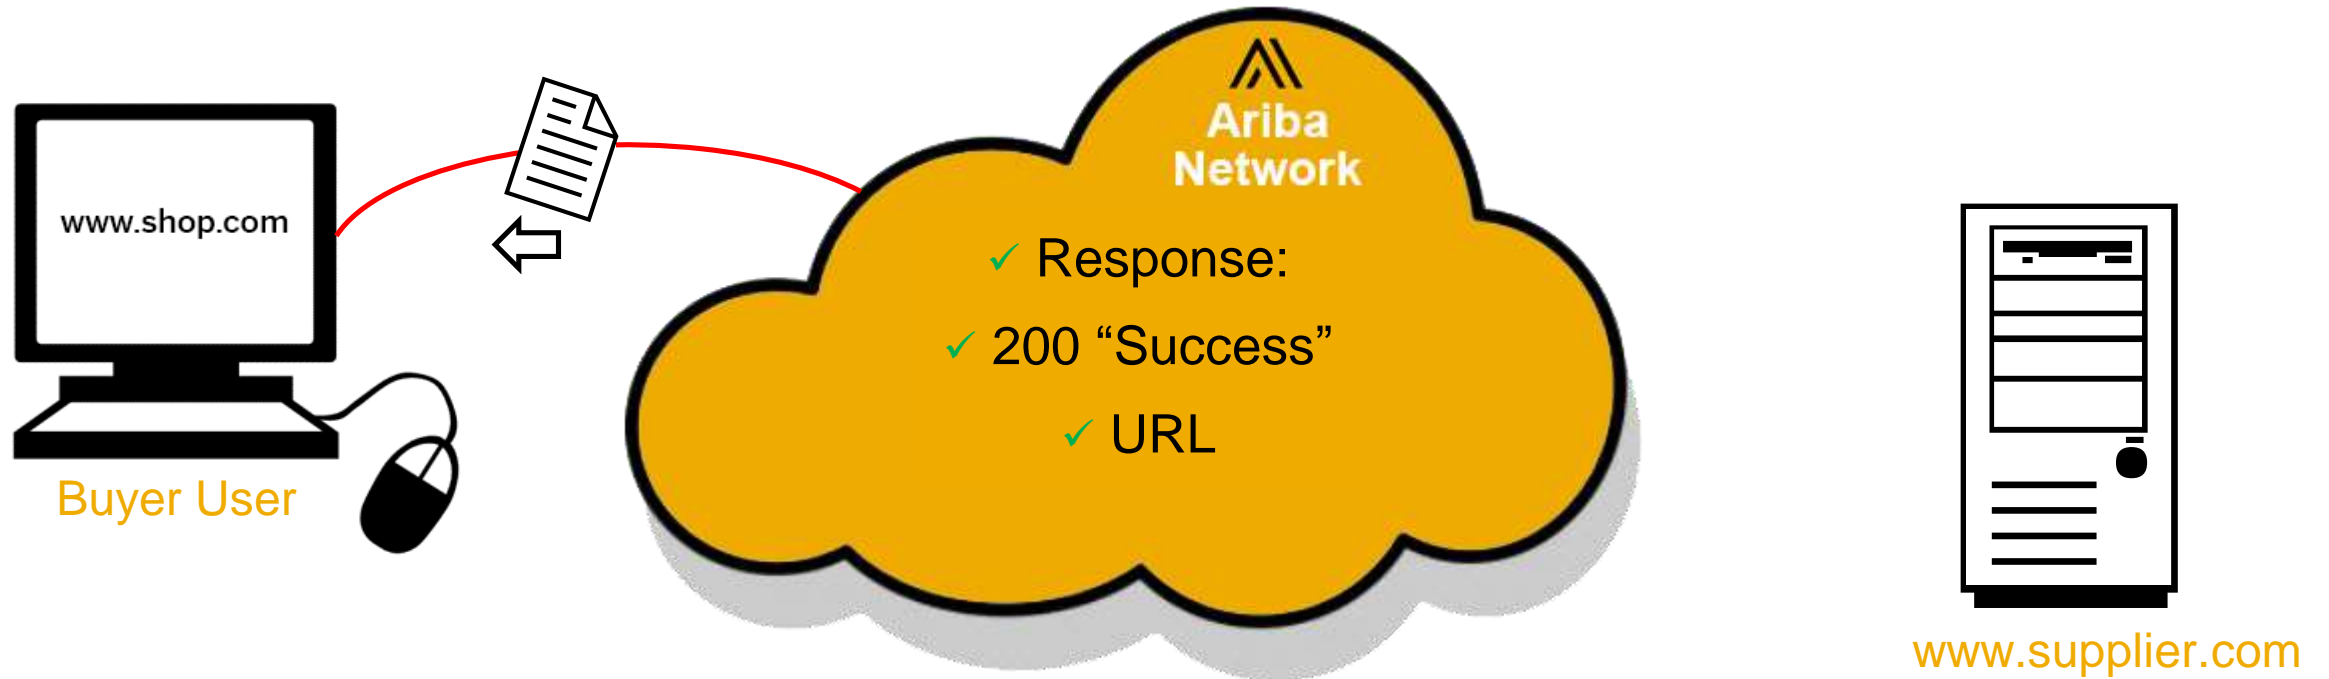 Ariba
Network
www.shop.com
✓ Response:
✓ 200 “Success”
✓ URL
Buyer User
www.supplier.com